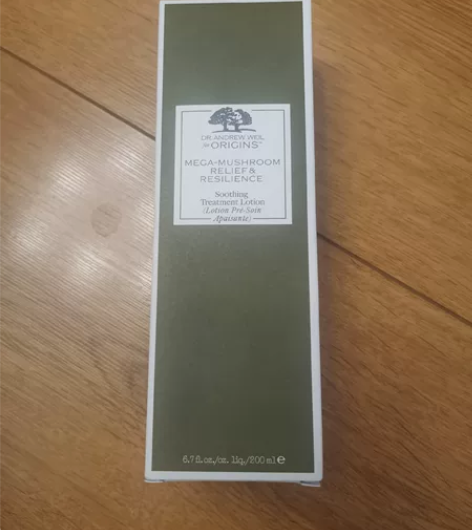 DR. ANDREW WEIL
for ORIGINS™
MEGA-MUSHROOM
RELIEF &
RESILIENCE
Soothing
Treatment Lotion
(Lotion Pré-Soin
Apaisante)
6.7 fl.oz./oz. liq./200 ml ℮